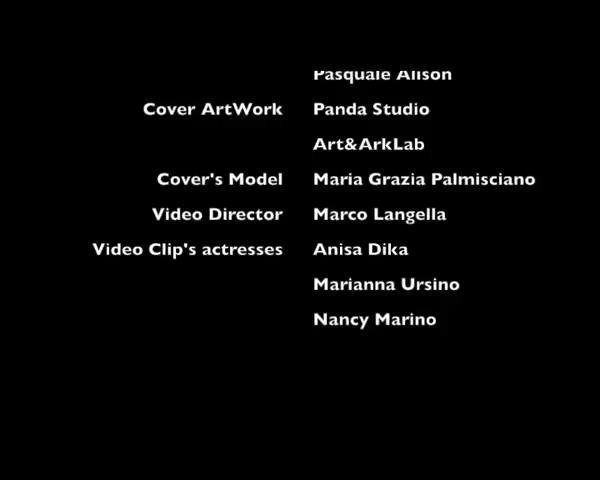 Pasquale Alison
Cover ArtWork Panda Studio
Art&ArkLab
Cover's Model Maria Grazia Palmisciano
Video Director Marco Langella
Video Clip's actresses Anisa Dika
Marianna Ursino
Nancy Marino